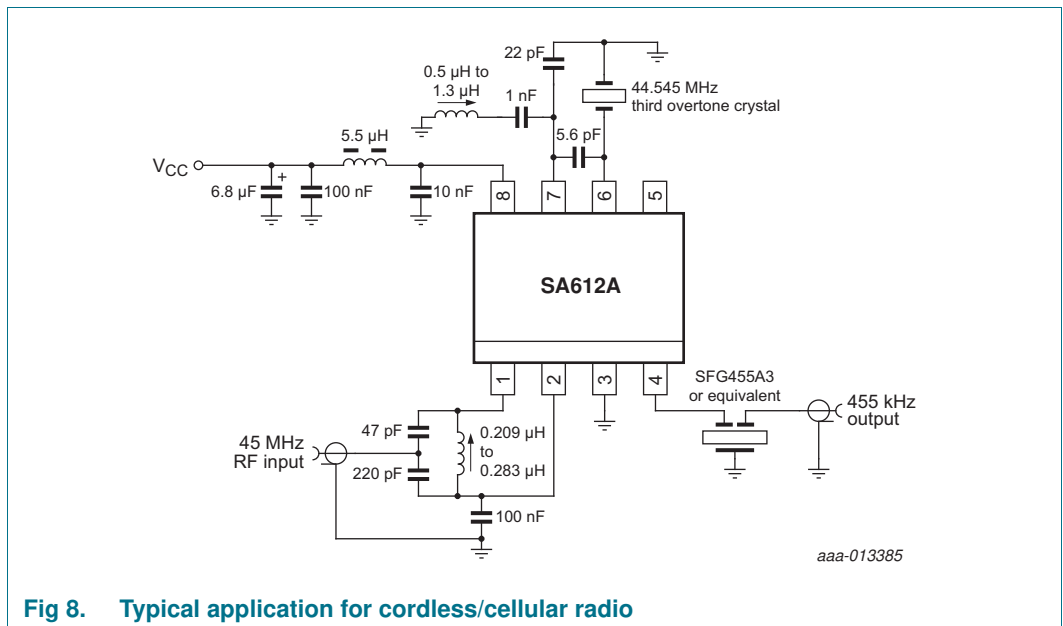 22 pF
0.5 µH to
1.3 µH
1 nF
44.545 MHz
third overtone crystal
5.6 pF
5.5 µH
VCC
6.8 µF
+
100 nF
10 nF
8
7
6
5
SA612A
1
2
3
4
SFG455A3
or equivalent
455 kHz
output
47 pF
0.209 µH
to
0.283 µH
45 MHz
RF input
220 pF
100 nF
aaa-013385
Fig 8. Typical application for cordless/cellular radio